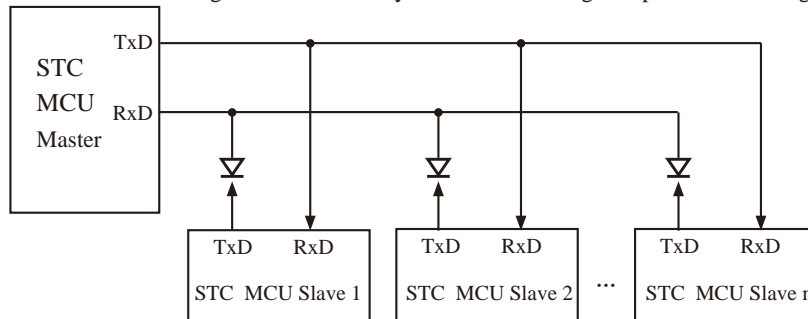 TxD
STC
MCU
Master
RxD
TxD RxD
STC MCU Slave 1
TxD RxD
STC MCU Slave 2
...
TxD RxD
STC MCU Slave